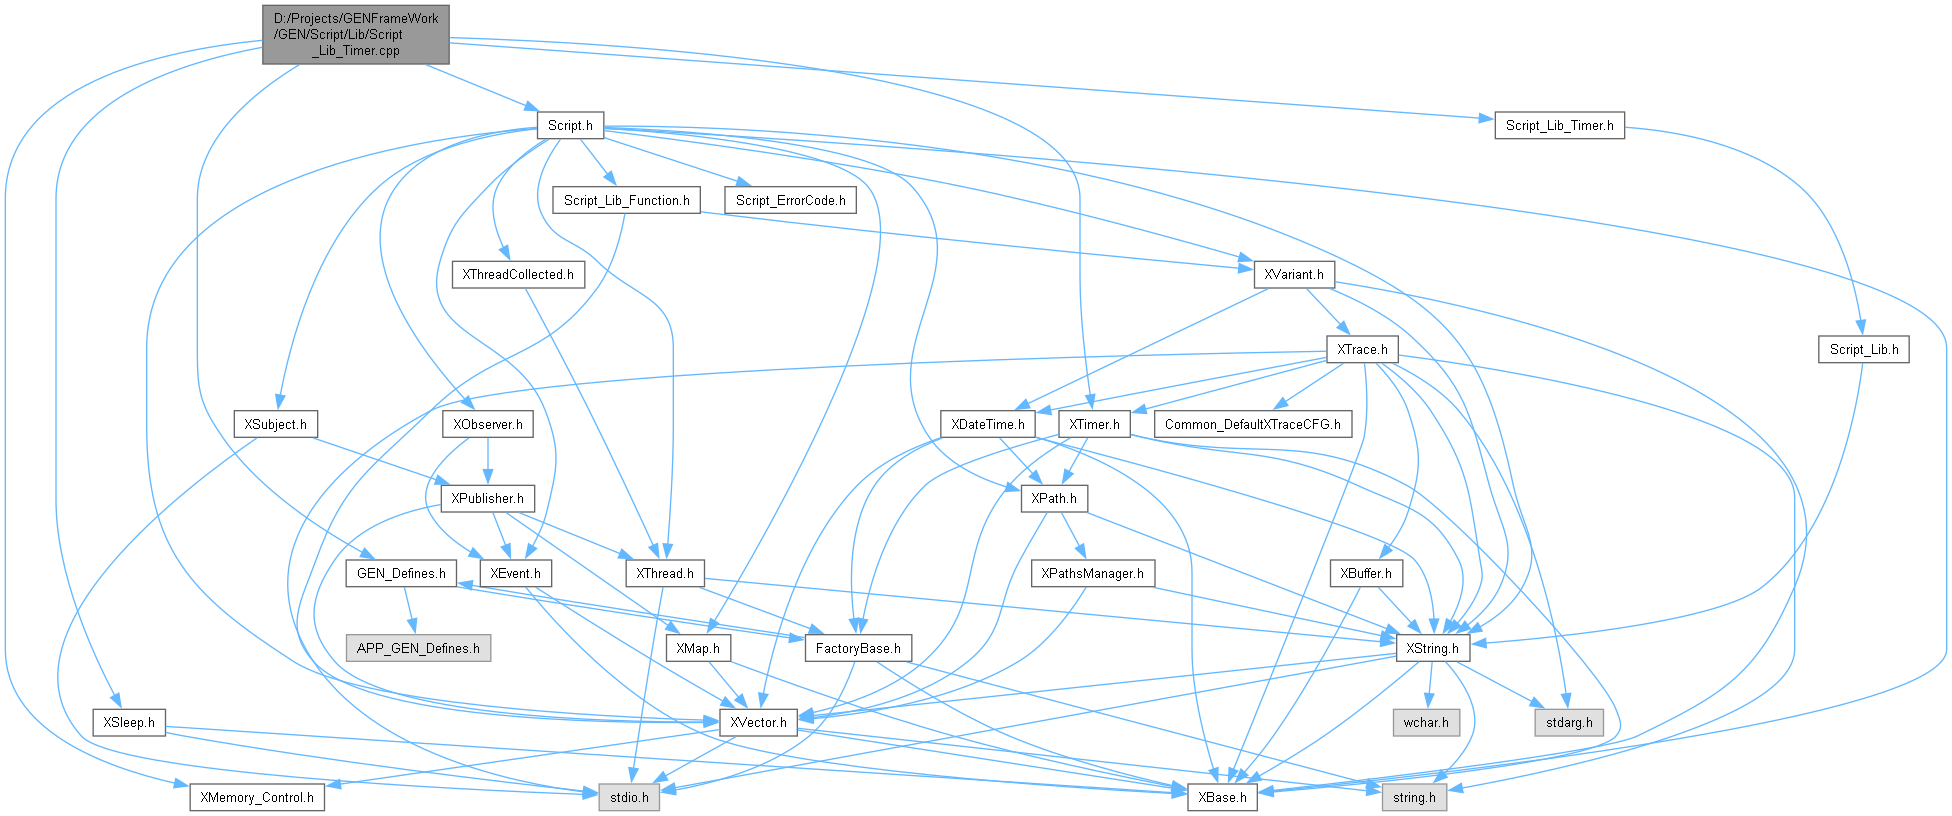 D:/Projects/GENFrameWork
/GEN/Script/Lib/Script
_Lib_Timer.cpp
Script.h
Script_Lib_Timer.h
Script_Lib_Function.h
Script_ErrorCode.h
XThreadCollected.h
XVariant.h
XTrace.h
Script_Lib.h
XSubject.h
XObserver.h
XDateTime.h
XTimer.h
Common_DefaultXTraceCFG.h
XPublisher.h
XPath.h
GEN_Defines.h
XEvent.h
XThread.h
XPathsManager.h
XBuffer.h
APP_GEN_Defines.h
XMap.h
FactoryBase.h
XString.h
XSleep.h
XVector.h
wchar.h
stdarg.h
XMemory_Control.h
stdio.h
XBase.h
string.h